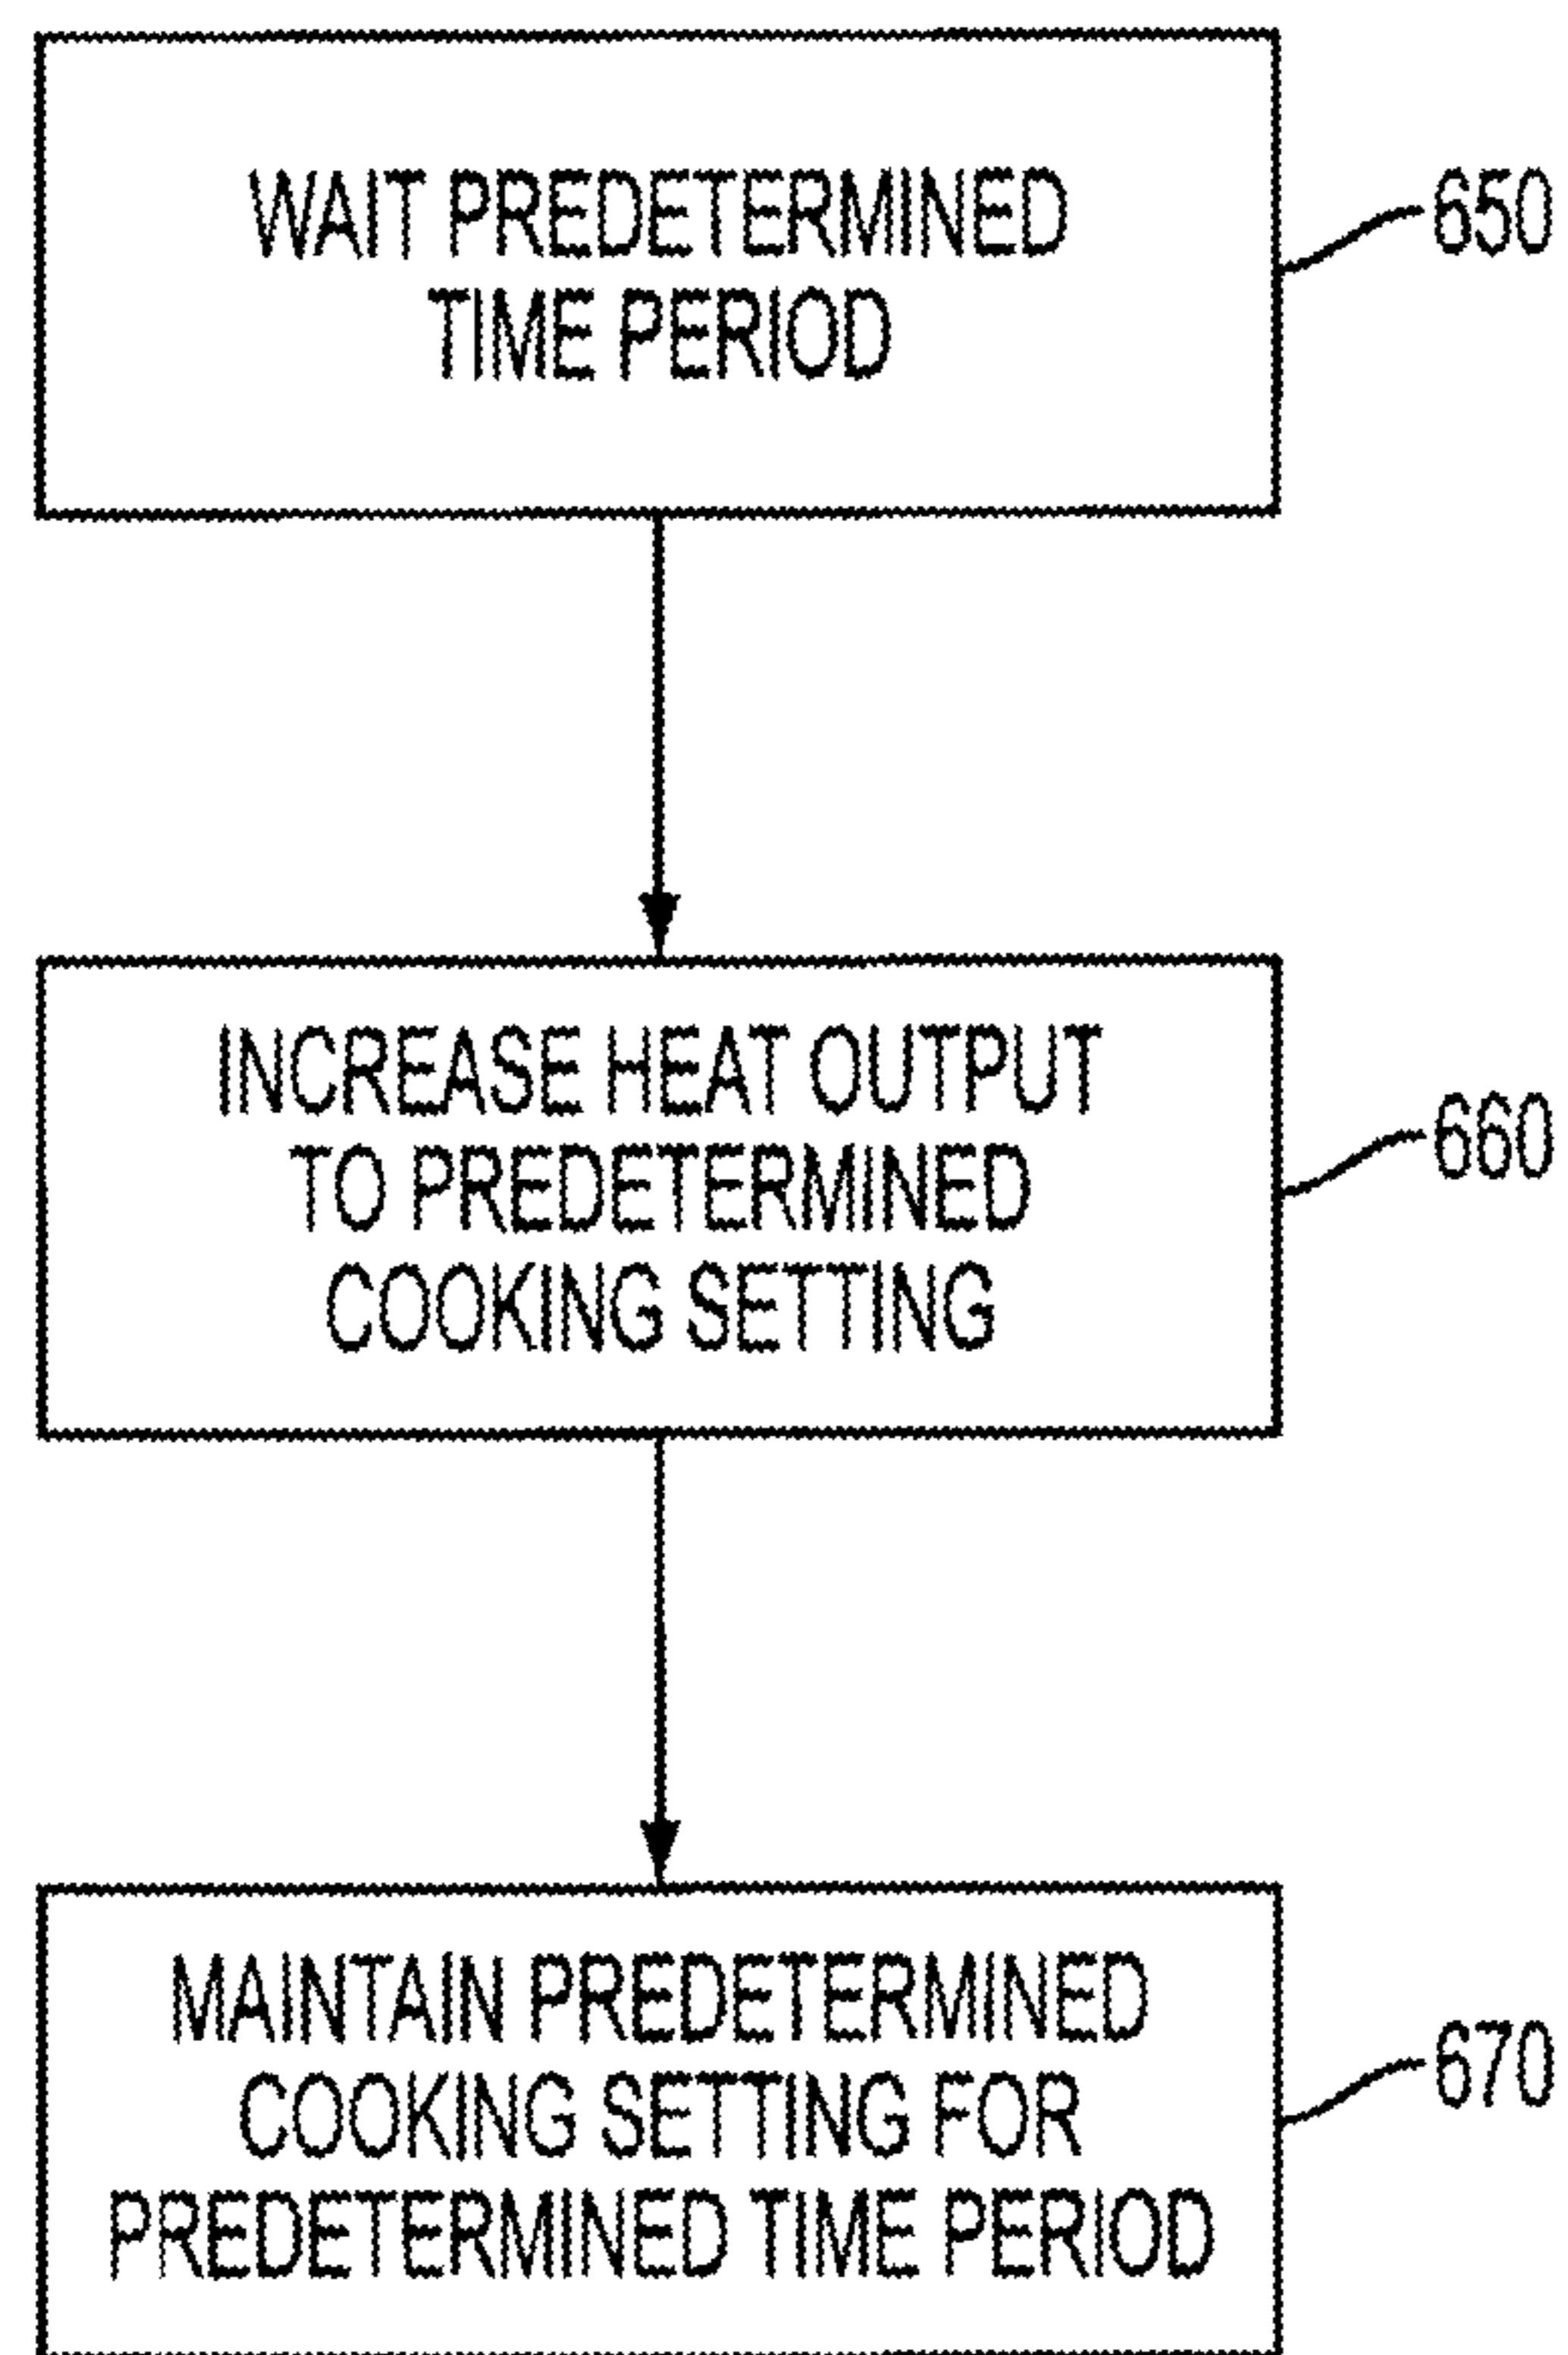 WAIT PREDETERMINED
TIME PERIOD
650
INCREASE HEAT OUTPUT
TO PREDETERMINED
COOKING SETTING
660
MAINTAIN PREDETERMINED
COOKING SETTING FOR
PREDETERMINED TIME PERIOD
670